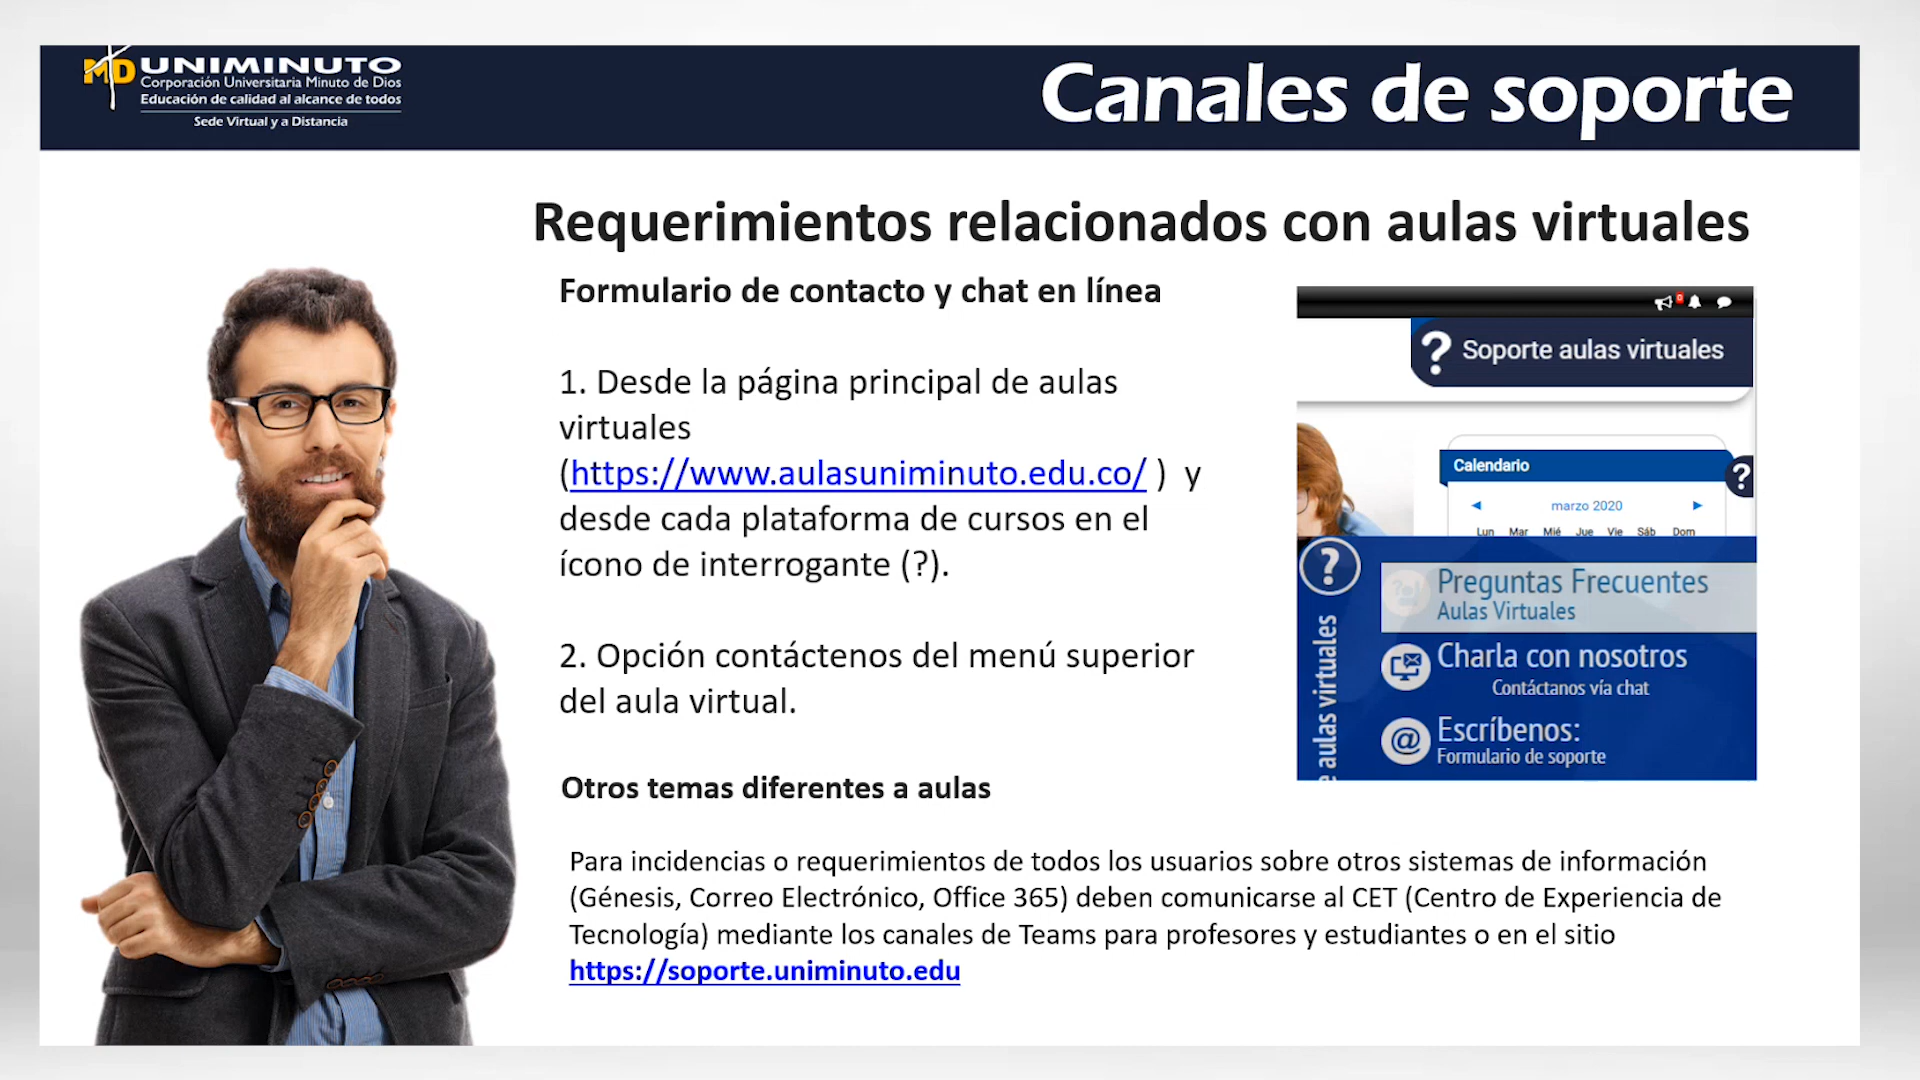 MD UNIMINUTO
Corporación Universitaria Minuto de Dios
Educación de calidad al alcance de todos
Sede Virtual y a Distancia
Canales de soporte
Requerimientos relacionados con aulas virtuales
Formulario de contacto y chat en línea
1. Desde la página principal de aulas
virtuales
(https://www.aulasuniminuto.edu.co/ )  y
desde cada plataforma de cursos en el
ícono de interrogante (?).
2. Opción contáctenos del menú superior
del aula virtual.
0
? Soporte aulas virtuales
Calendario
?
◄ marzo 2020 ►
Lun Mar Mié Jue Vie Sáb Dom
?
e aulas virtuales
Preguntas Frecuentes
Aulas Virtuales
Charla con nosotros
Contáctanos vía chat
@ Escríbenos:
Formulario de soporte
Otros temas diferentes a aulas
Para incidencias o requerimientos de todos los usuarios sobre otros sistemas de información
(Génesis, Correo Electrónico, Office 365) deben comunicarse al CET (Centro de Experiencia de
Tecnología) mediante los canales de Teams para profesores y estudiantes o en el sitio
https://soporte.uniminuto.edu